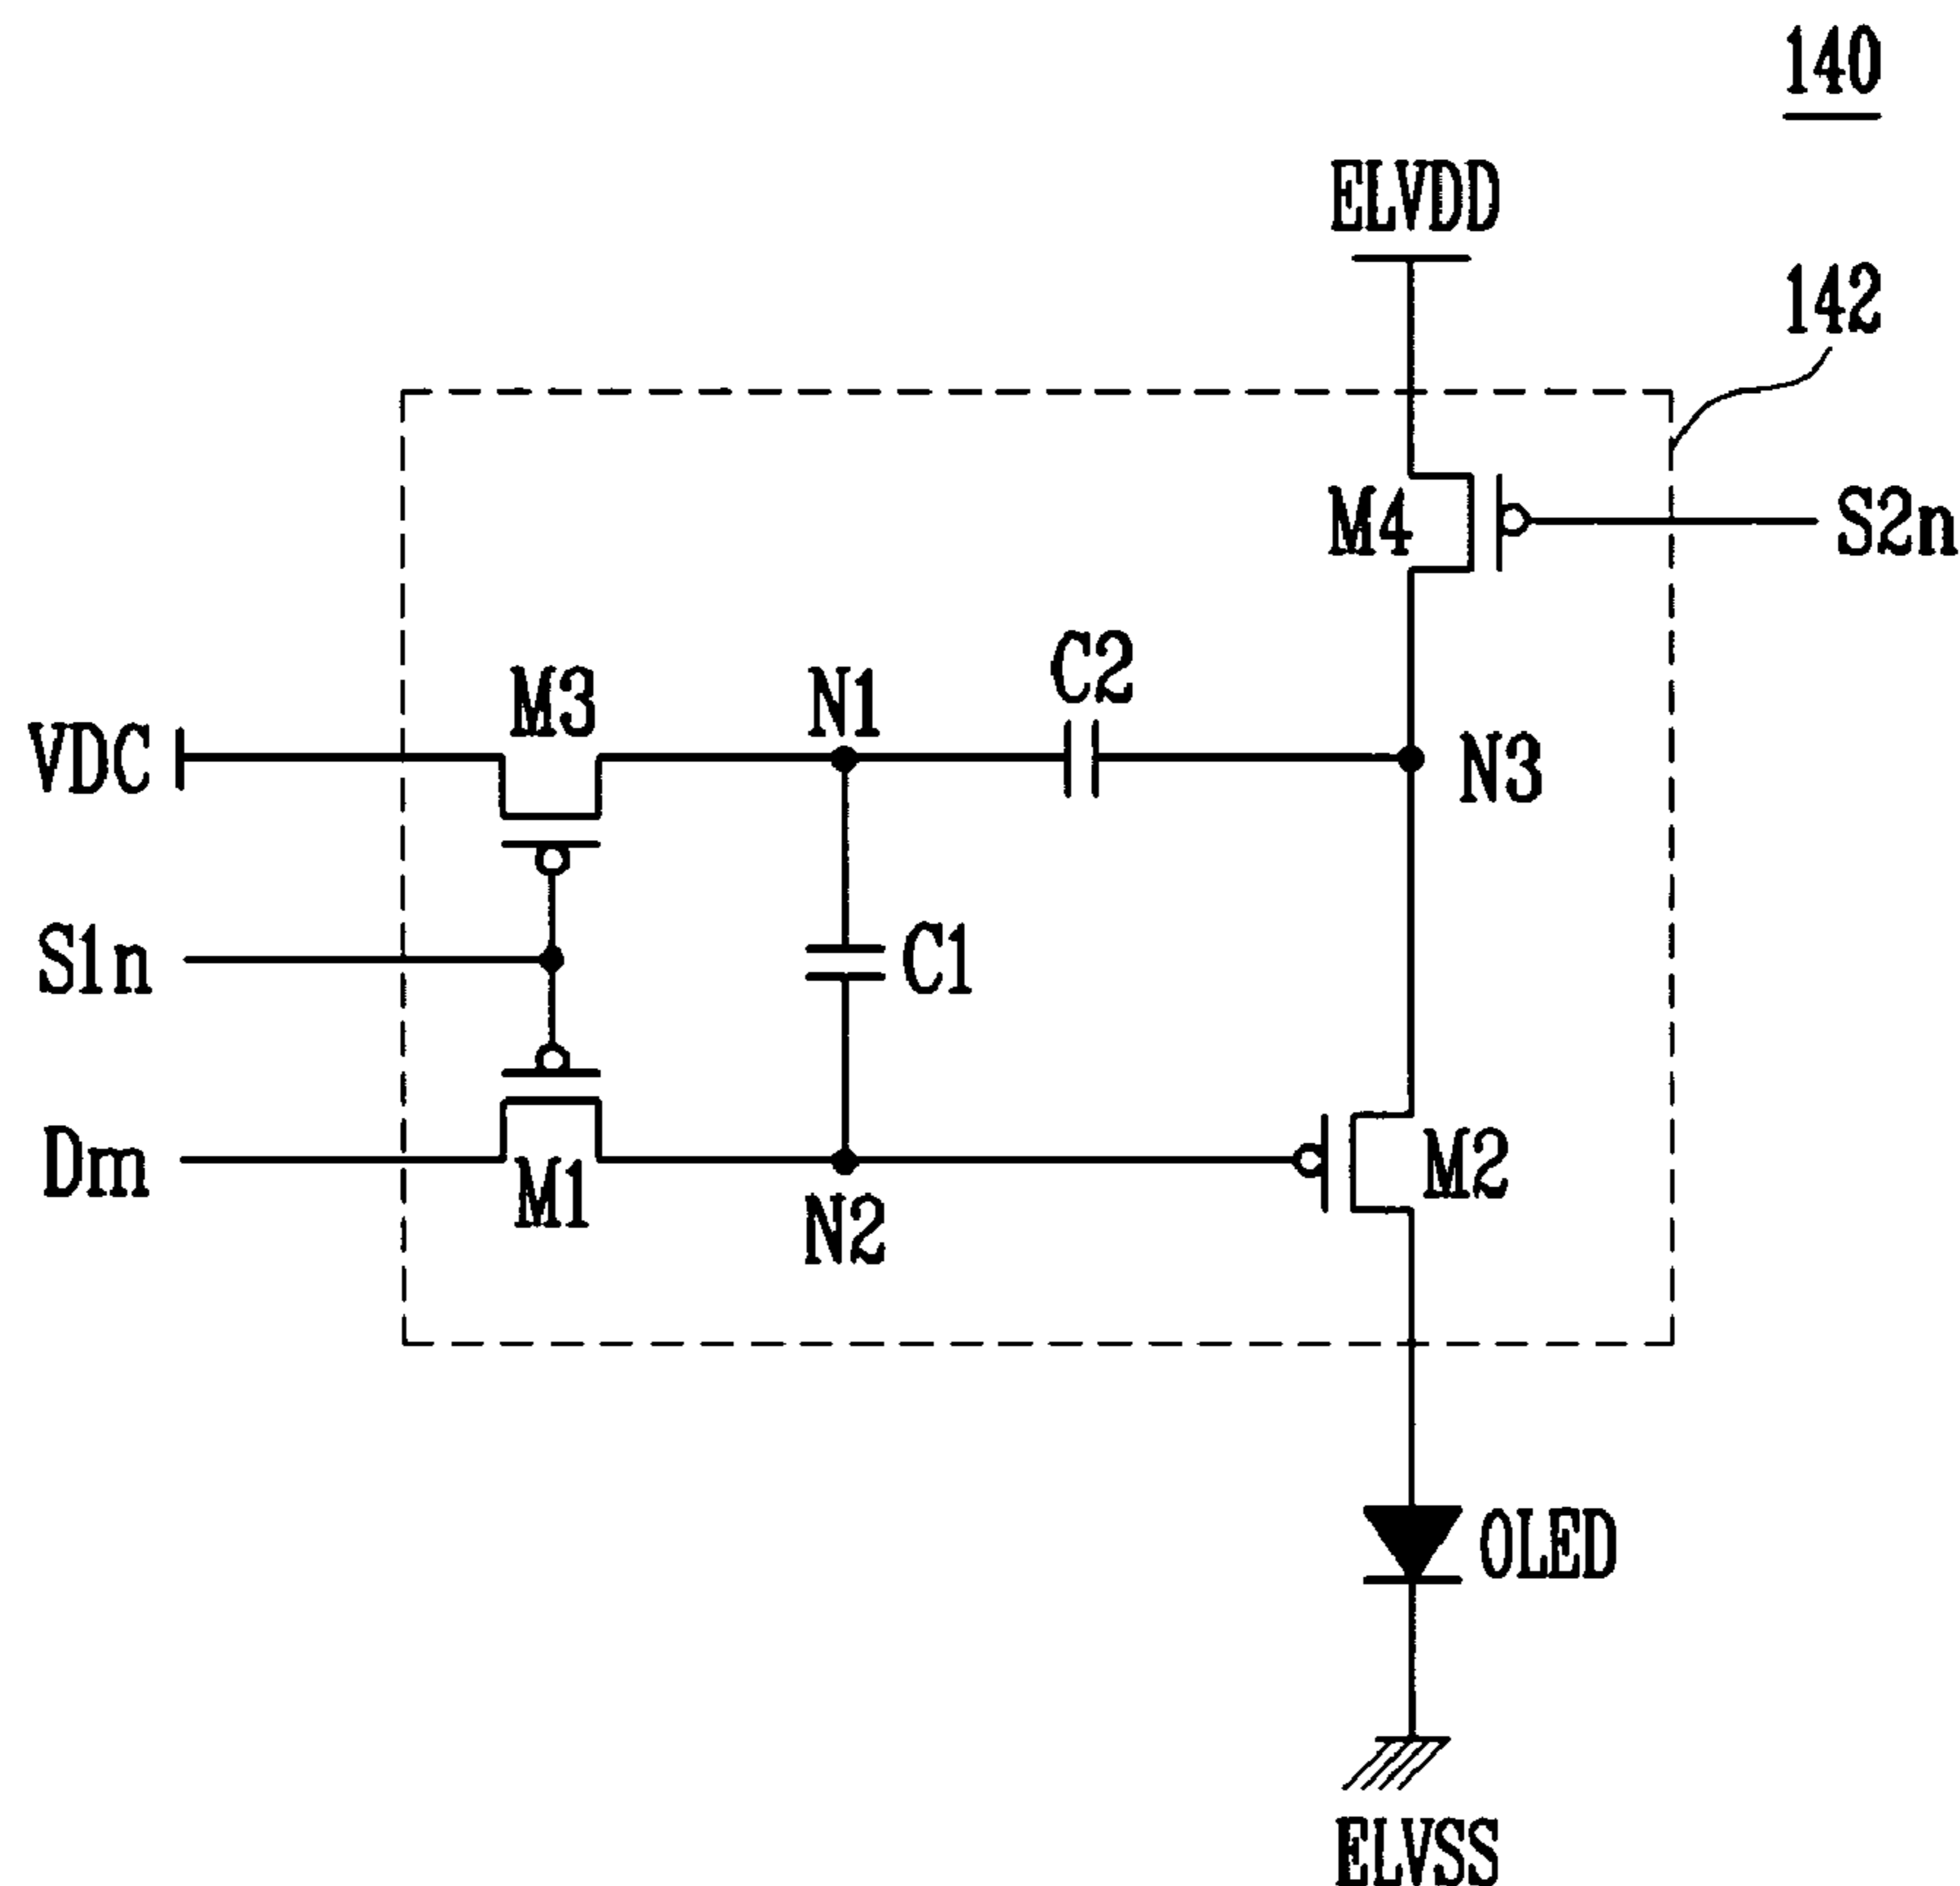 140
ELVDD
142
M4
S2n
M3
N1
C2
VDC
N3
S1n
C1
Dm
M1
M2
N2
OLED
ELVSS